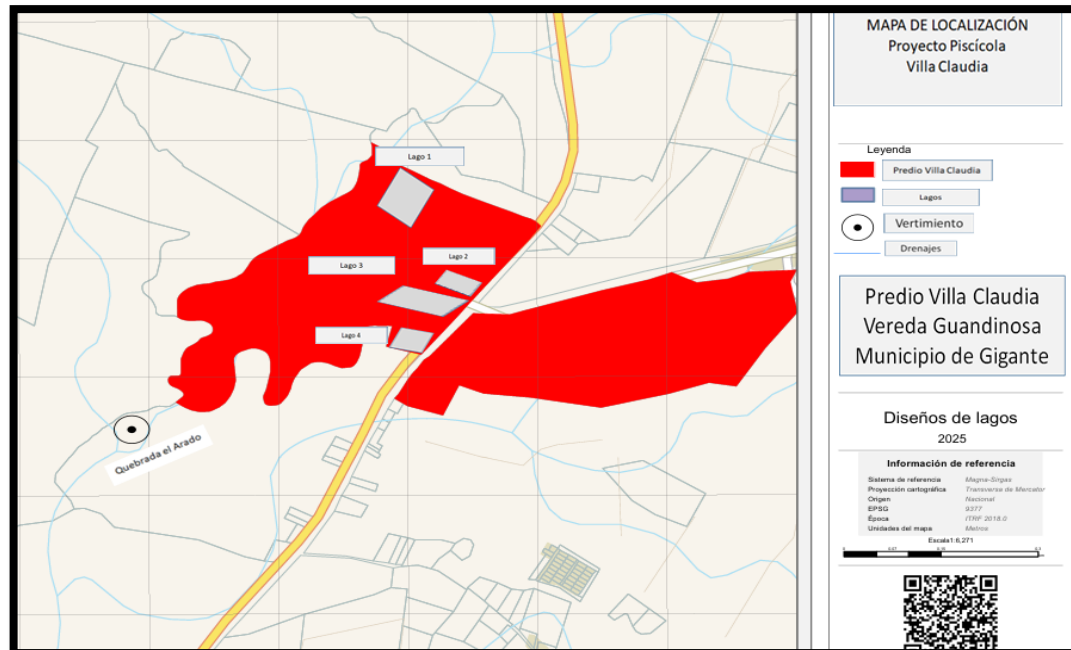 MAPA DE LOCALIZACIÓN
Proyecto Piscícola
Villa Claudia
Leyenda
Predio Villa Claudia
Lagos
Vertimiento
Drenajes
Predio Villa Claudia
Vereda Guandinosa
Municipio de Gigante
Diseños de lagos
2025
Información de referencia
Sistema de referencia Magna-Sirgas
Proyección cartográfica Transverse de Mercator
Origen Nacional
EPSG 9377
Época ITRF 2018.0
Unidades del mapa Metros
Escala1:6,271
Lago 1
Lago 2
Lago 3
Lago 4
Quebrada el Arado